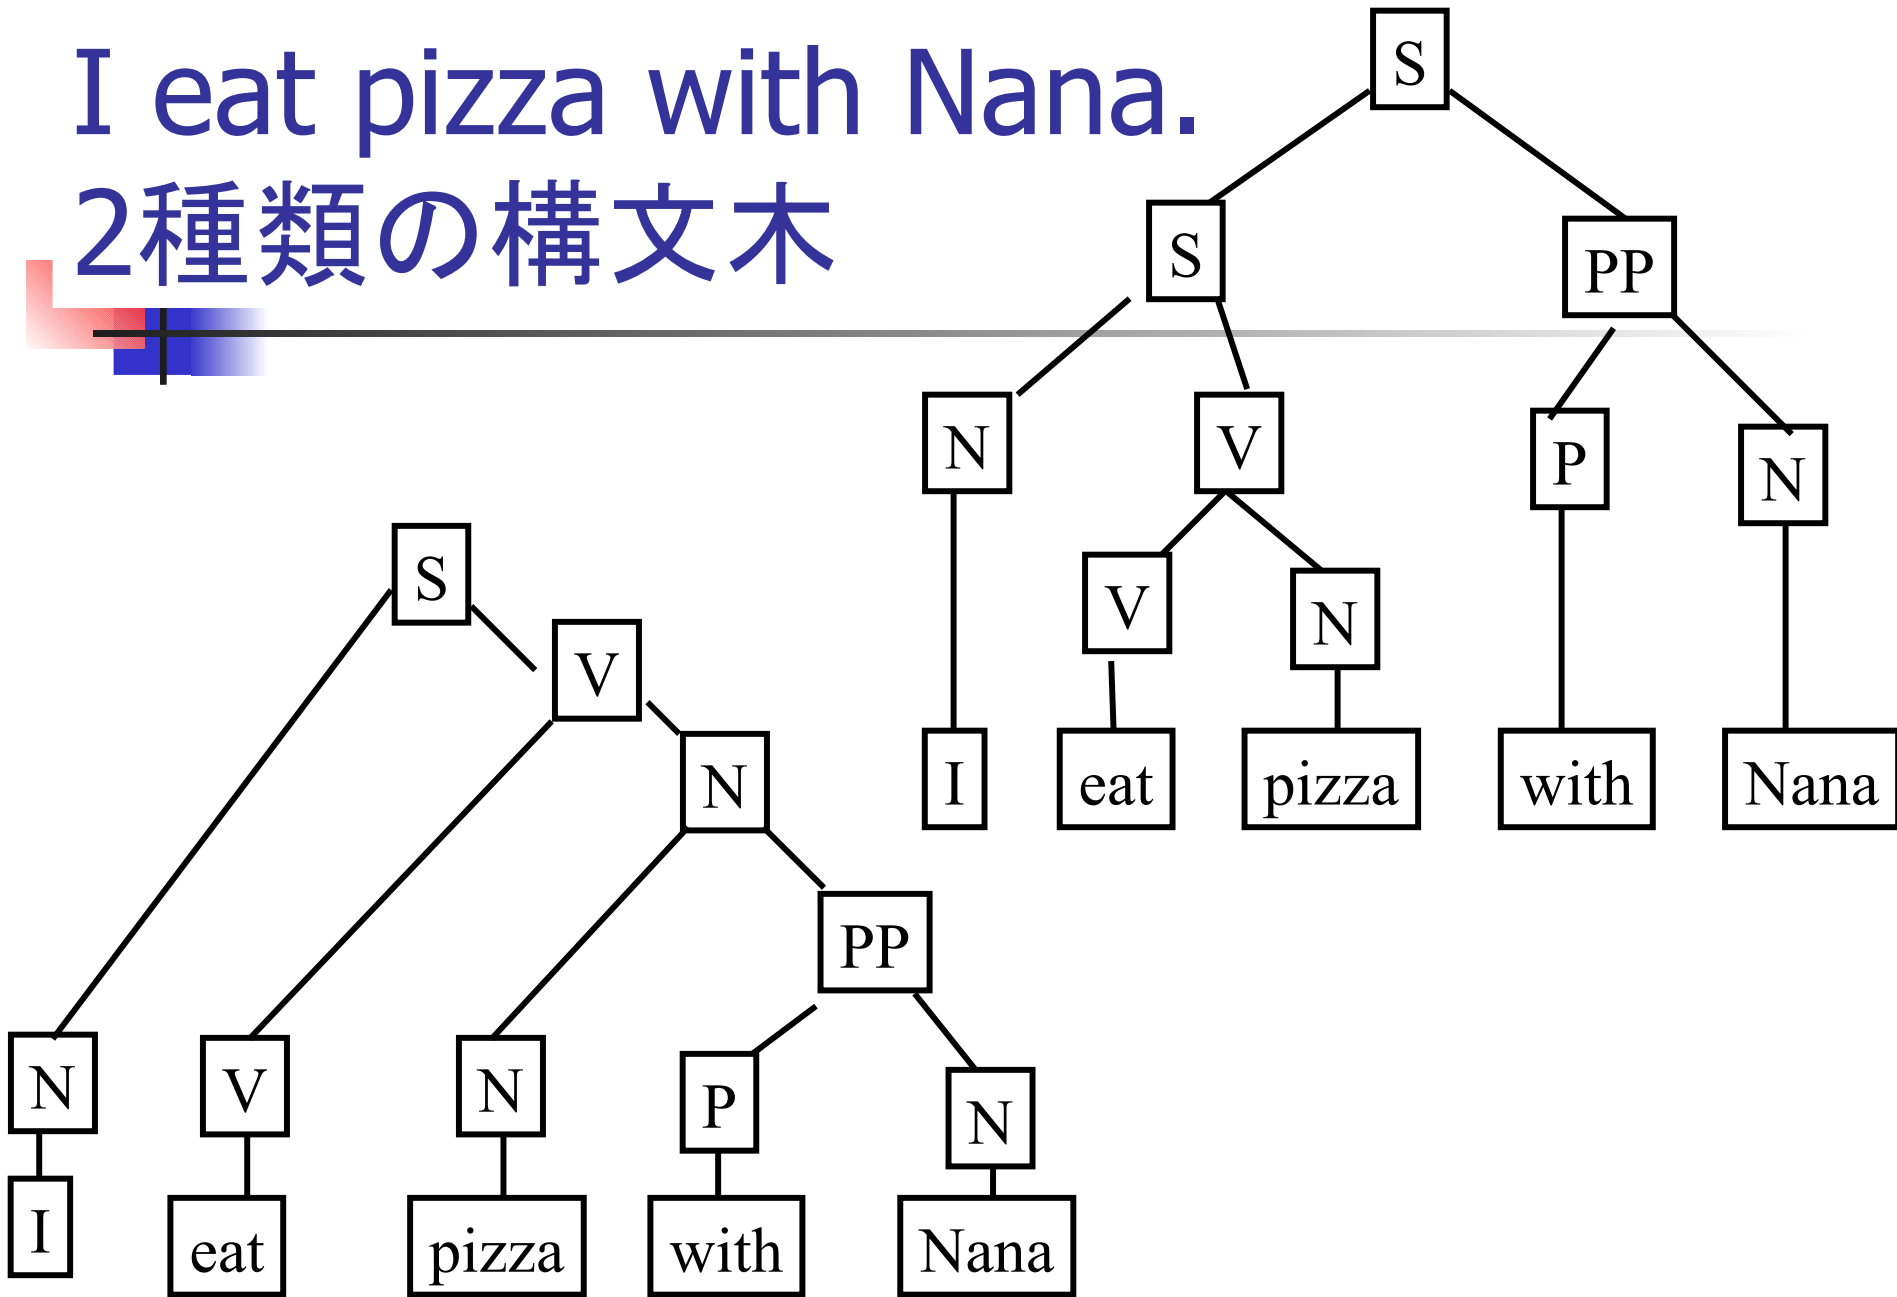 I eat pizza with Nana.
2種類の構文木
S
S
PP
N
V
P
N
V
N
I
eat
pizza
with
Nana
S
V
N
PP
N
V
N
P
N
I
eat
pizza
with
Nana